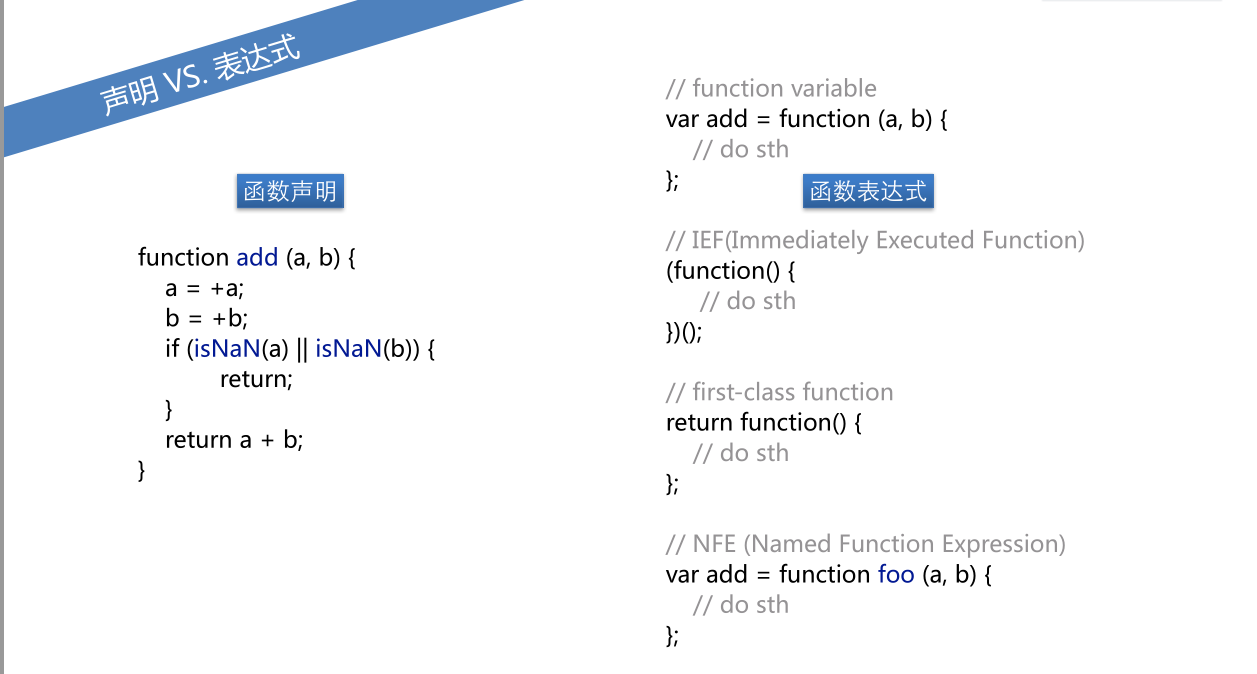 声明 VS. 表达式
函数声明
function add (a, b) {
a = +a;
b = +b;
if (isNaN(a) || isNaN(b)) {
return;
}
return a + b;
}
// function variable
var add = function (a, b) {
// do sth
};
函数表达式
// IEF(Immediately Executed Function)
(function() {
// do sth
})();
// first-class function
return function() {
// do sth
};
// NFE (Named Function Expression)
var add = function foo (a, b) {
// do sth
};